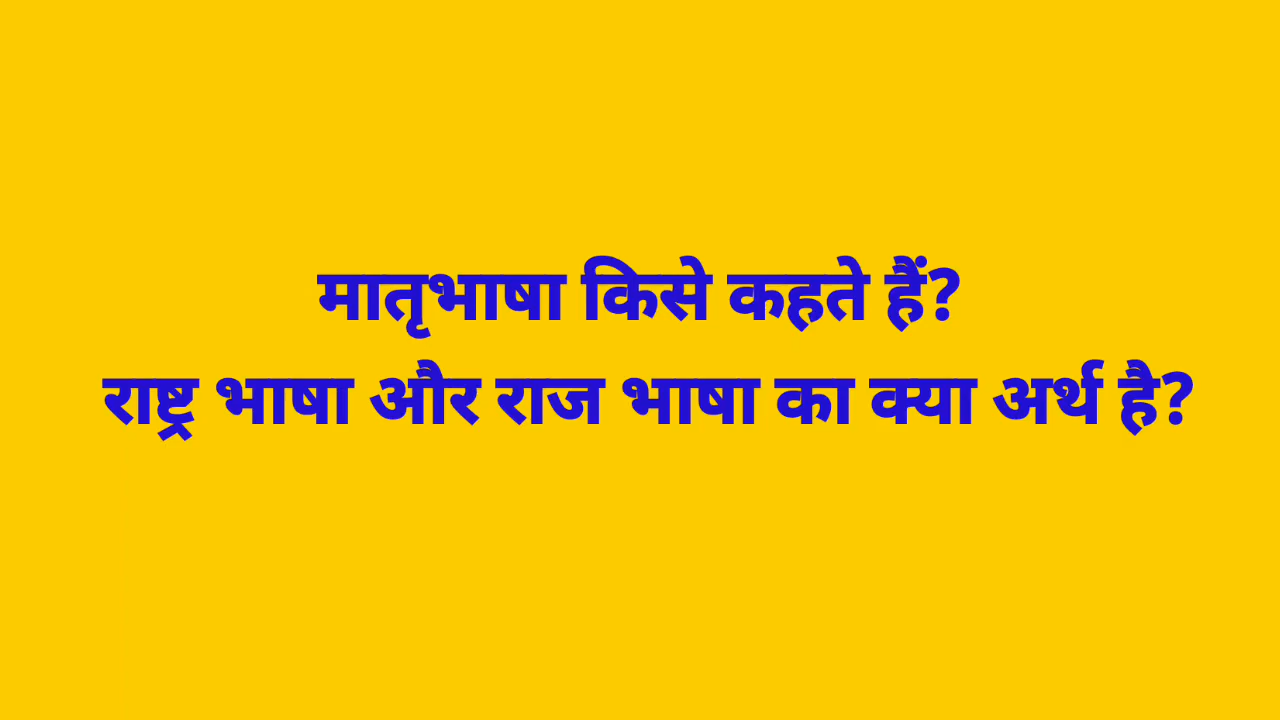 मातृभाषा किसे कहते हैं?
राष्ट्र भाषा और राज भाषा का क्या अर्थ है?